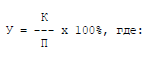 К
У = --- x 100%, где:
П